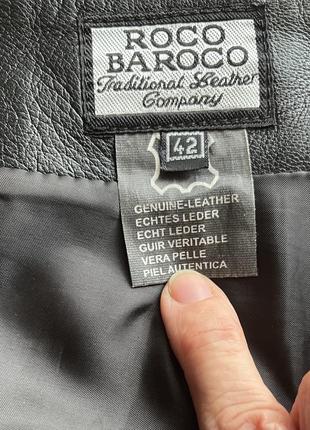 ROCO
BAROCO
Traditional Leather
Company
42
GENUINE-LEATHER
ECHTES LEDER
ECHT LEDER
GUIR VERITABLE
VERA PELLE
PIEL AUTENTICA